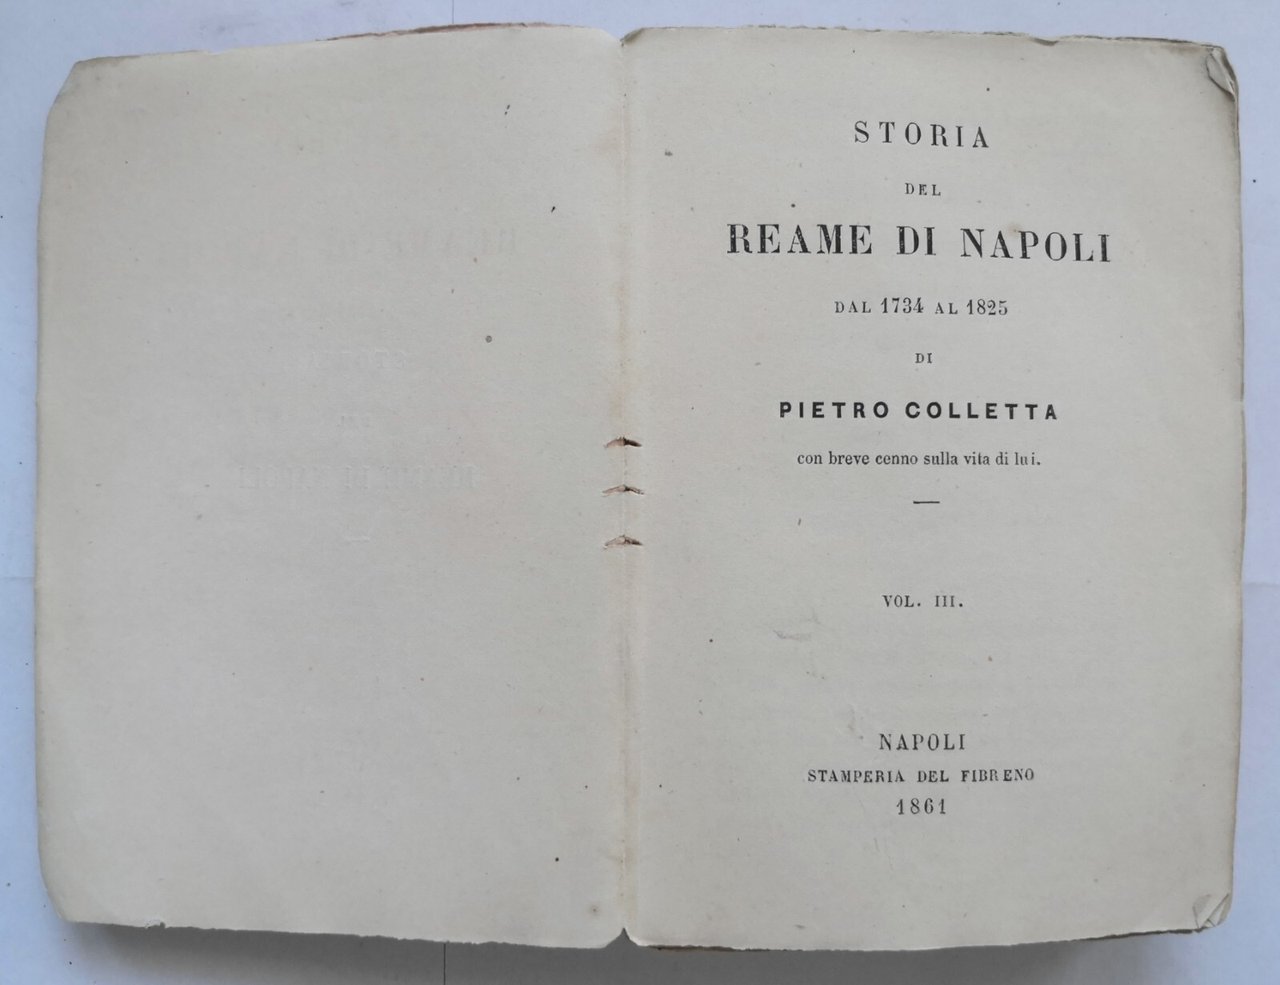 STORIA
DEL
REAME DI NAPOLI
DAL 1734 AL 1825
DI
PIETRO COLLETTA
con breve cenno sulla vita di lui.
VOL. III.
NAPOLI
STAMPERIA DEL FIBRENO
1861